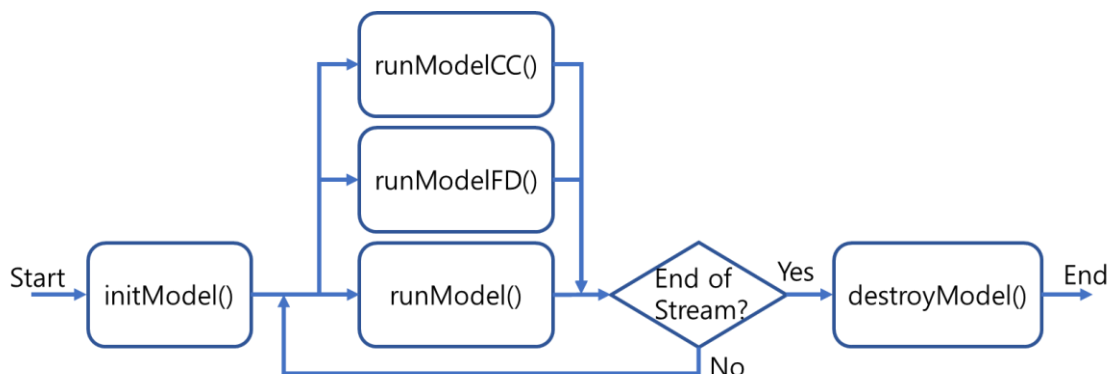 runModelCC()
runModelFD()
Start
initModel()
runModel()
End of
Stream?
Yes
destroyModel()
End
No